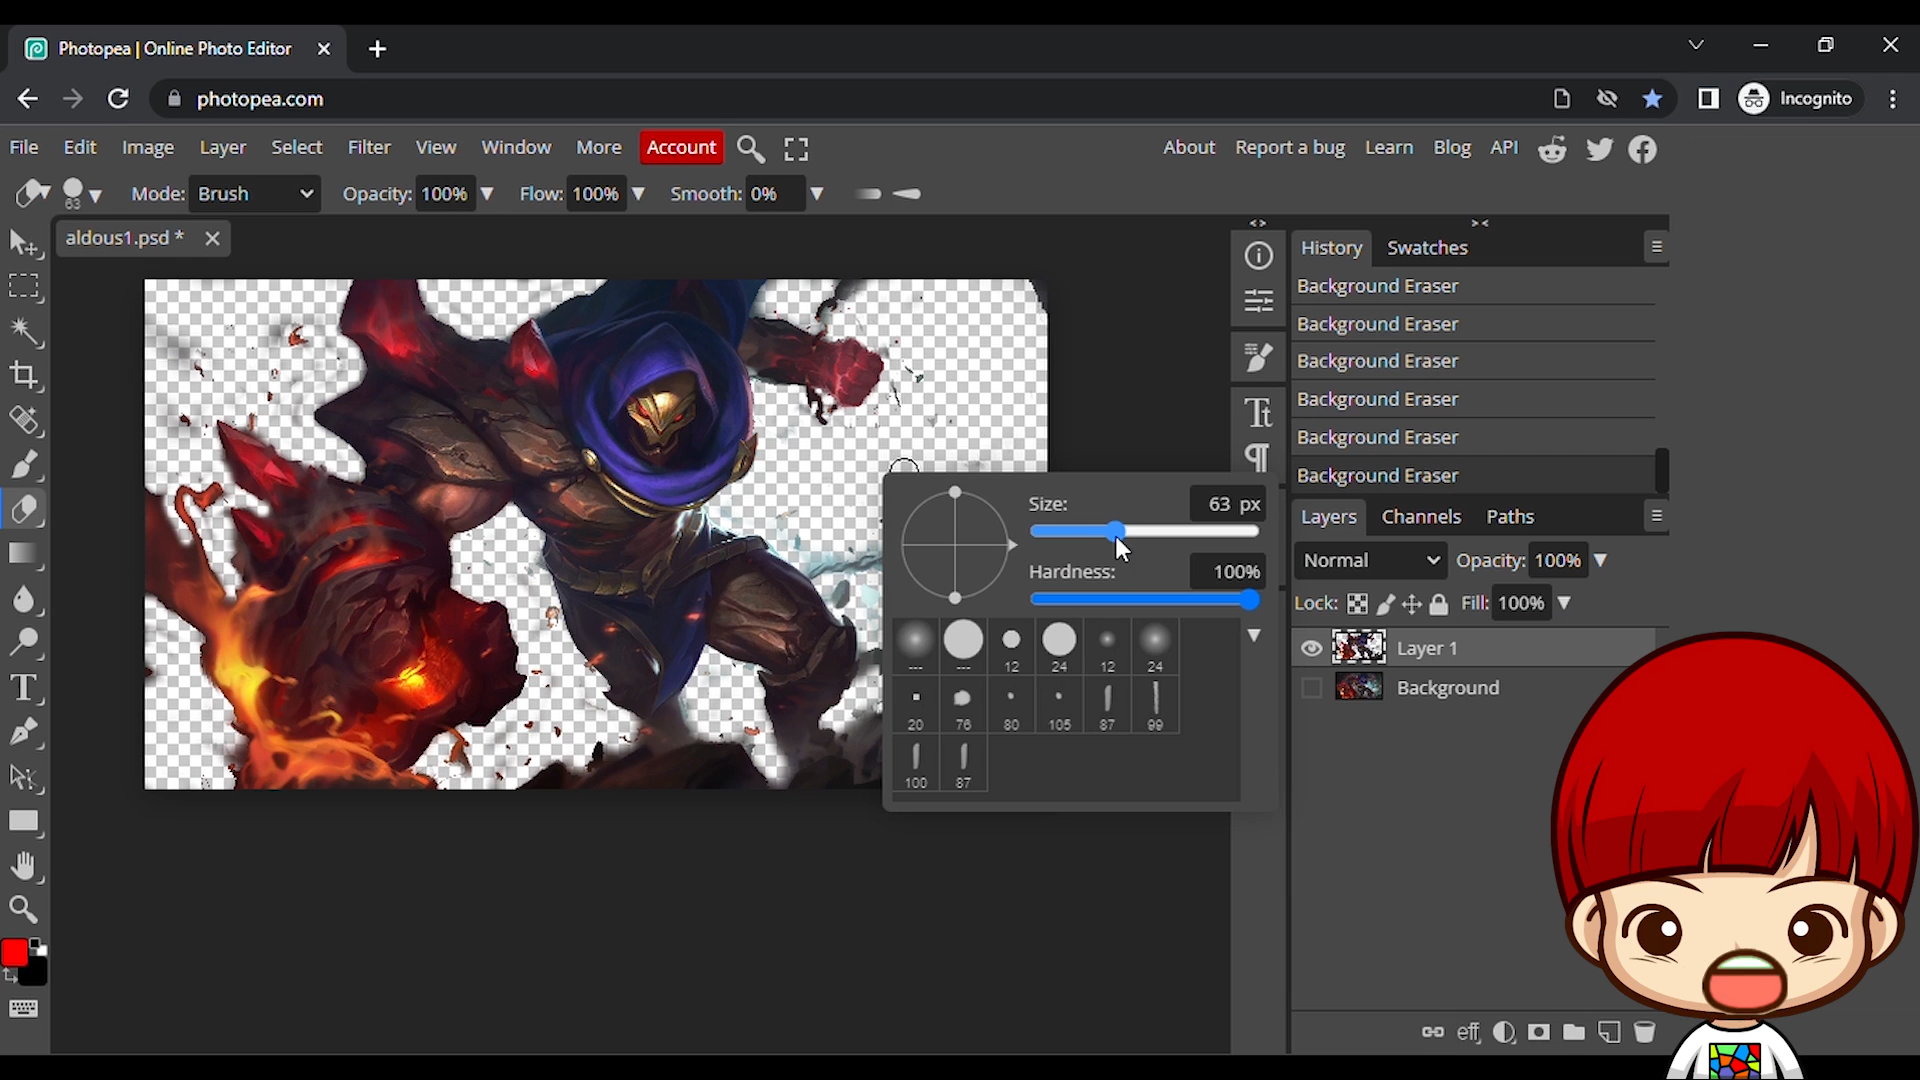 Photopea | Online Photo Editor
photopea.com
Incognito
File Edit Image Layer Select Filter View Window More Account
About Report a bug Learn Blog API
63 Mode: Brush Opacity: 100% Flow: 100% Smooth: 0%
aldous1.psd *
History Swatches
Background Eraser
Background Eraser
Background Eraser
Background Eraser
Background Eraser
Background Eraser
Size: 63 px
Hardness: 100%
--- --- 12 24 12 24
20 76 80 105 87 99
100 87
Layers Channels Paths
Normal Opacity: 100%
Lock: Fill: 100%
Layer 1
Background
eff